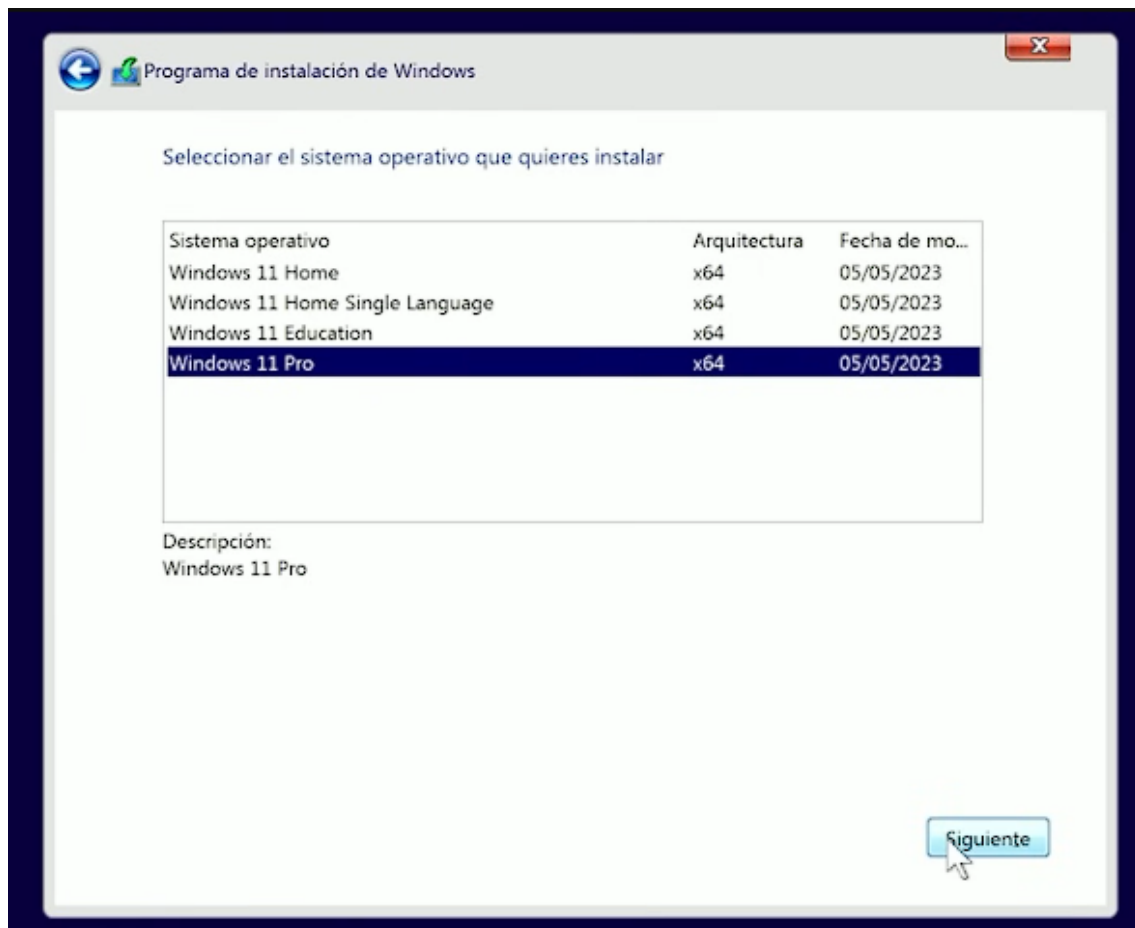 Programa de instalación de Windows
x
Seleccionar el sistema operativo que quieres instalar
Sistema operativo Arquitectura Fecha de mo...
Windows 11 Home x64 05/05/2023
Windows 11 Home Single Language x64 05/05/2023
Windows 11 Education x64 05/05/2023
Windows 11 Pro x64 05/05/2023
Descripción:
Windows 11 Pro
Siguiente